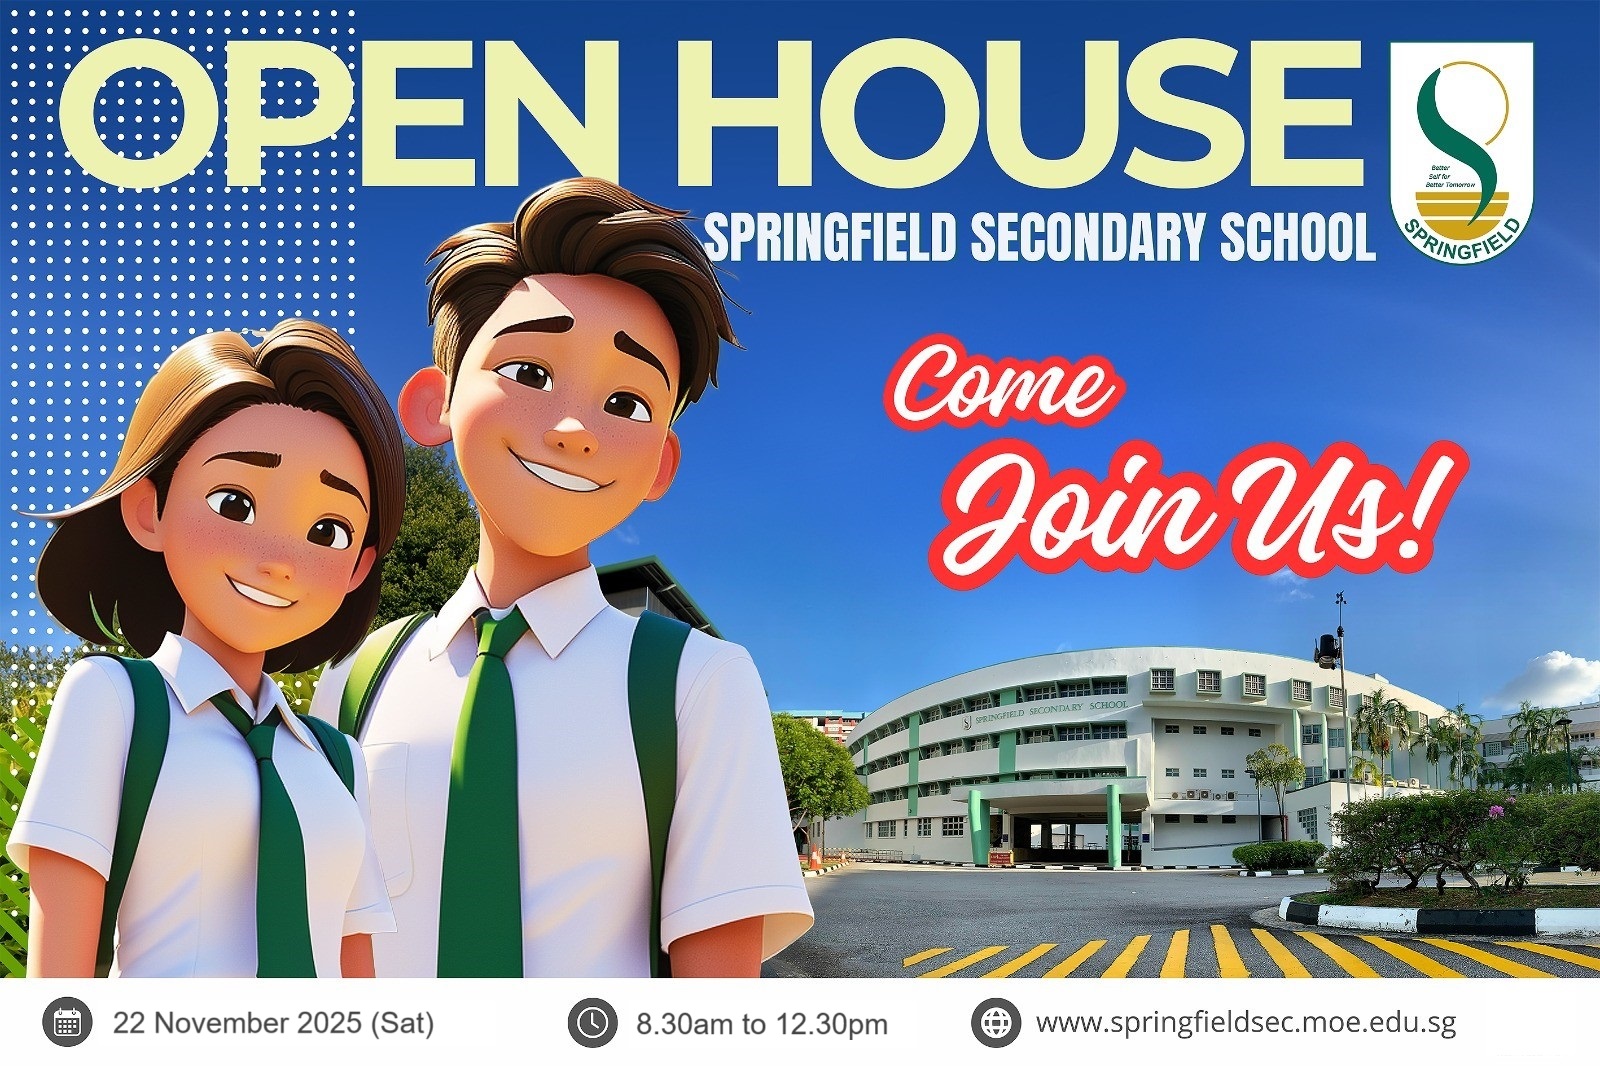 OPEN HOUSE
SPRINGFIELD SECONDARY SCHOOL
Better
Self for
Better Tomorrow
SPRINGFIELD
Come
Join Us!
SPRINGFIELD SECONDARY SCHOOL
22 November 2025 (Sat)
8.30am to 12.30pm
www.springfieldsec.moe.edu.sg